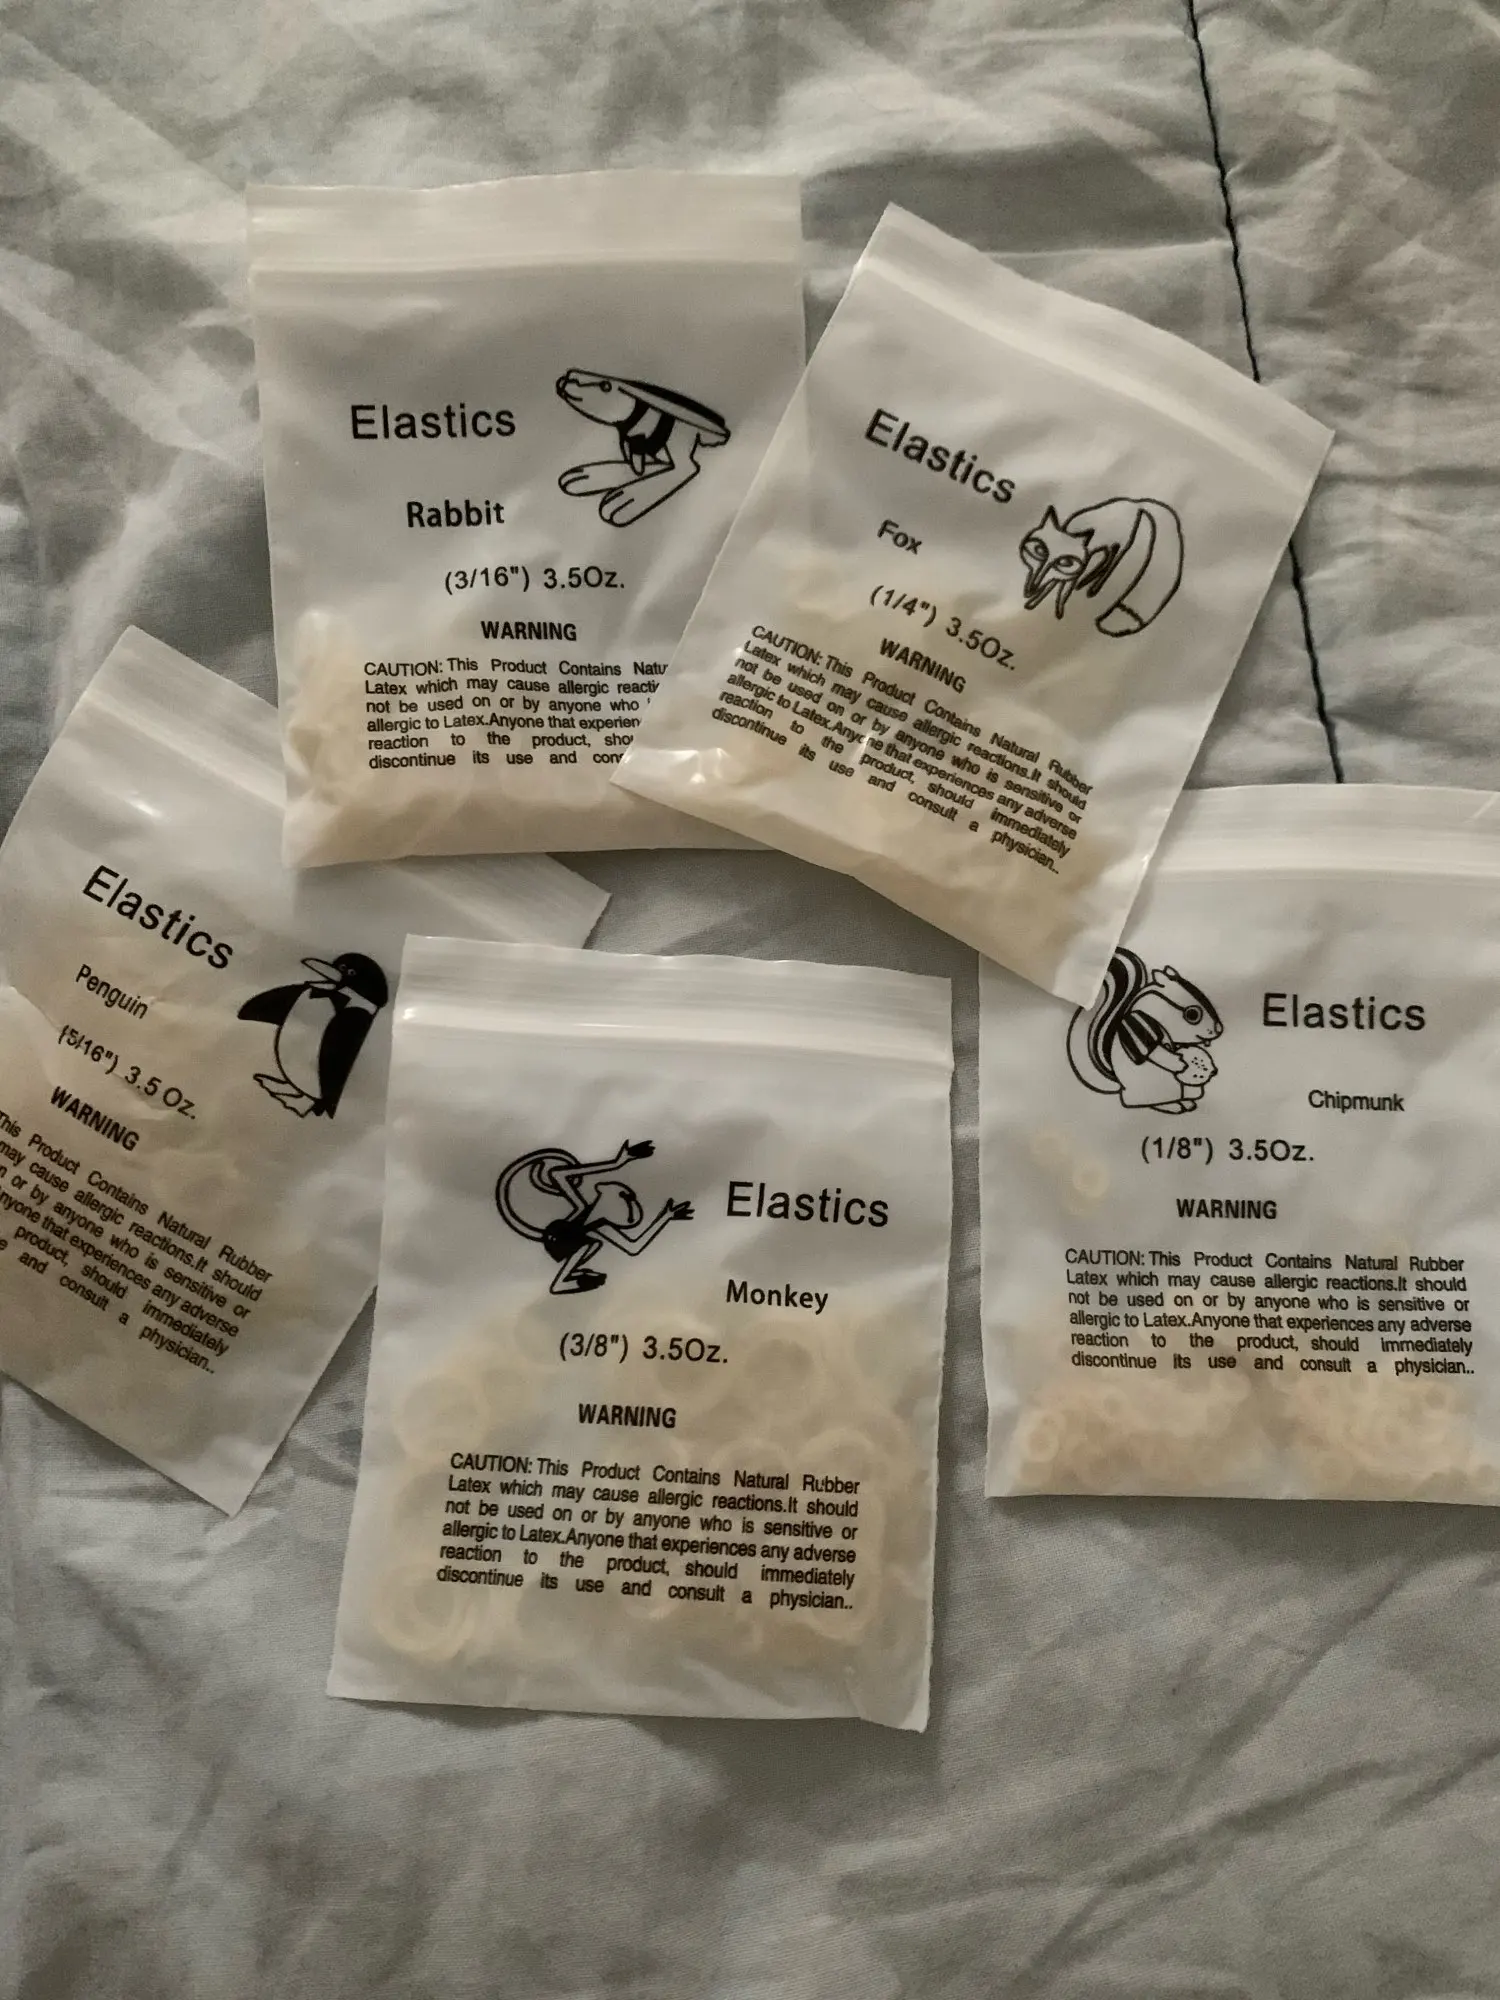 Elastics
Rabbit
(3/16") 3.5Oz.
WARNING
CAUTION: This Product Contains
Latex which may cause allergic
not be used on or by anyone who
allergic to Latex.Anyone that
reaction to the product,
discontinue its use and
Elastics
Fox
(1/4") 3.5Oz.
WARNING
CAUTION: This Product Contains Natural Rubber
Latex which may cause allergic reactions.It should
not be used on or by anyone who is sensitive or
allergic to Latex.Anyone that experiences any adverse
reaction to the product, should immediately
discontinue its use and consult a physician..
Elastics
Penguin
(5/16") 3.5 Oz.
WARNING
This Product Contains Natural Rubber
may cause allergic reactions.It should
on or by anyone who is sensitive or
that experiences any adverse
product, should immediately
and consult a physician..
Elastics
Monkey
(3/8") 3.5Oz.
WARNING
CAUTION: This Product Contains Natural Rubber
Latex which may cause allergic reactions.It should
not be used on or by anyone who is sensitive or
allergic to Latex.Anyone that experiences any adverse
reaction to the product, should immediately
discontinue its use and consult a physician..
Elastics
Chipmunk
(1/8") 3.5Oz.
WARNING
CAUTION: This Product Contains Natural Rubber
Latex which may cause allergic reactions.It should
not be used on or by anyone who is sensitive or
allergic to Latex.Anyone that experiences any adverse
reaction to the product, should immediately
discontinue its use and consult a physician..